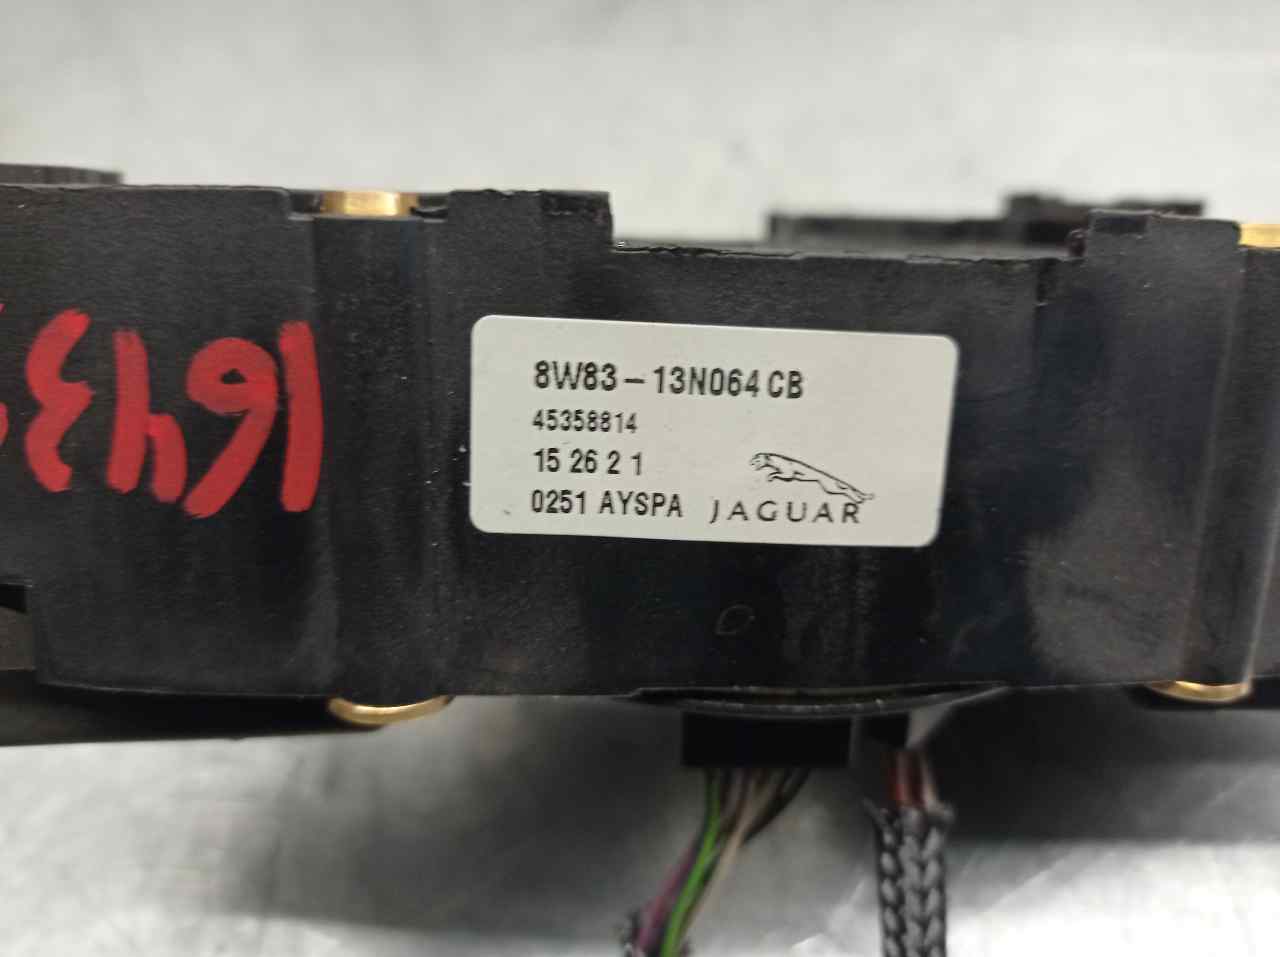 8W83-13N064 CB
45358814
15 26 2 1
0251 AYSPA JAGUAR